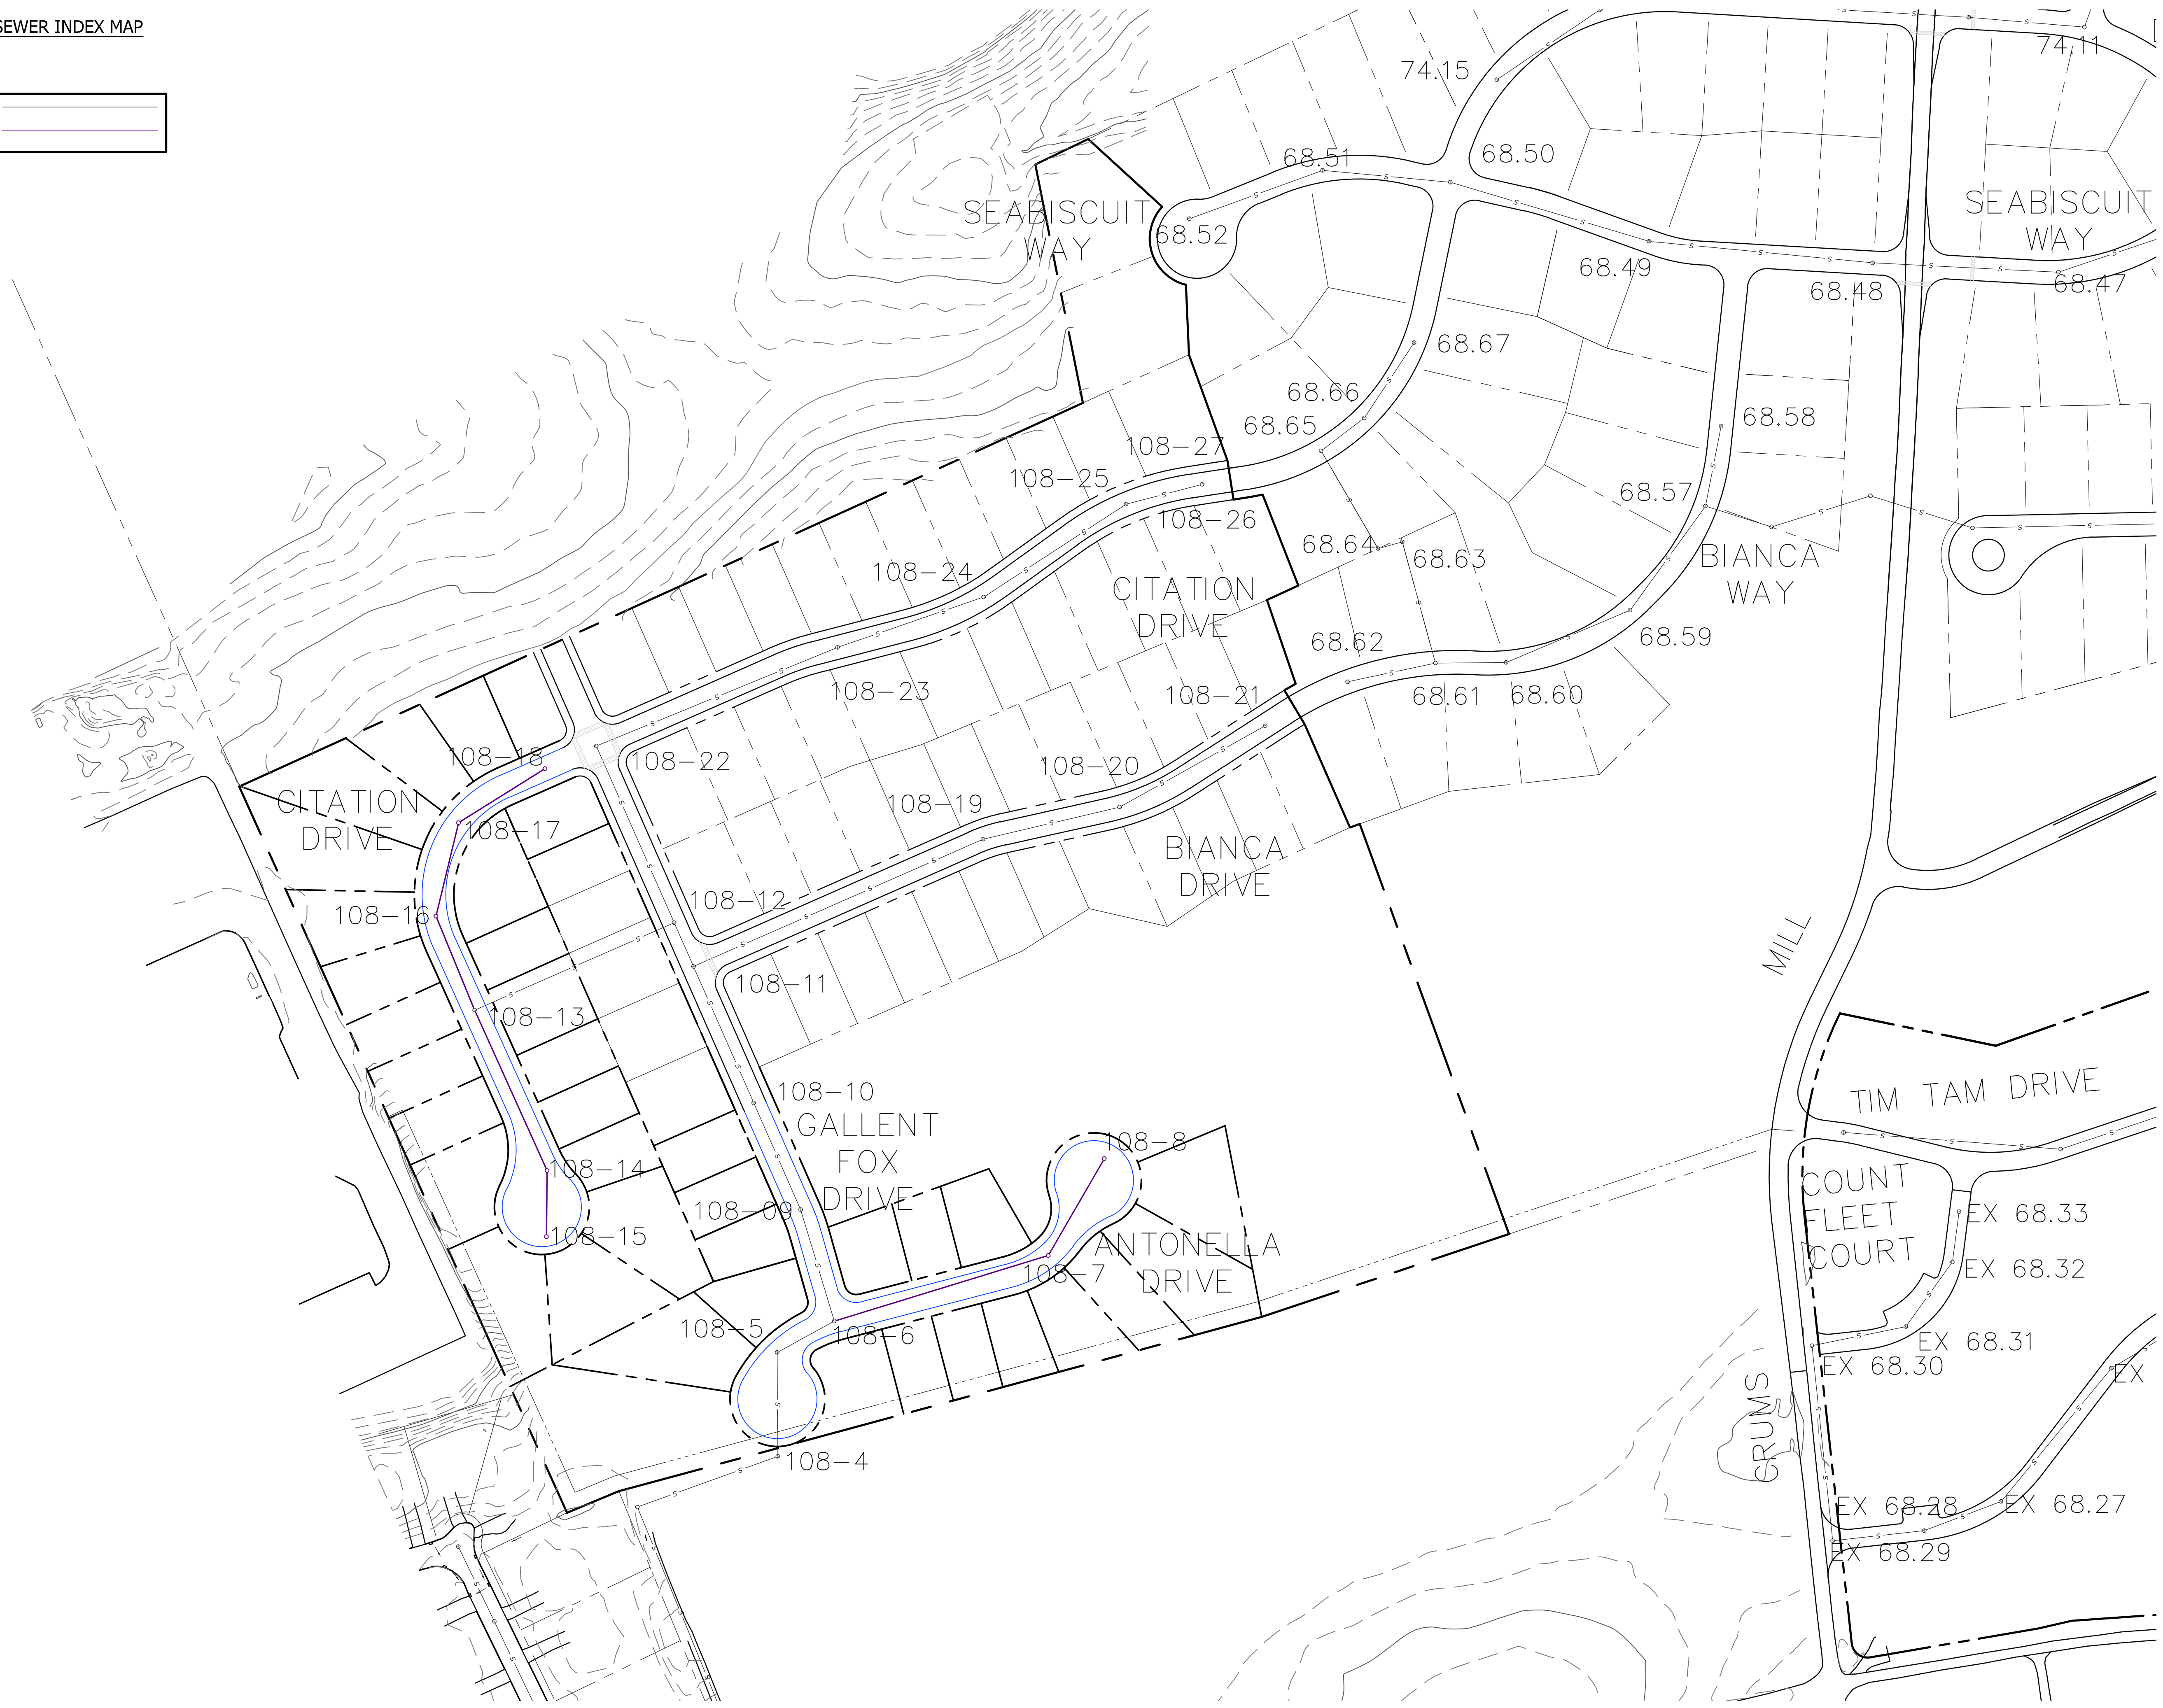 SEWER INDEX MAP
74.11
74.15
68.51
68.50
SEABISCUIT
WAY
SEABISCUIT
WAY
68.52
68.49
68.48
68.47
68.67
68.66
68.65
68.58
108-27
108-25
108-26
68.57
68.64
68.63
BIANCA
WAY
108-24
CITATION
DRIVE
68.62
68.59
108-23
108-21
68.61
68.60
108-18
108-22
108-20
CITATION
DRIVE
108-17
108-19
BIANCA
DRIVE
108-12
108-16
108-11
MILL
108-13
108-10
GALLENT
FOX
DRIVE
TIM TAM DRIVE
108-8
108-14
108-09
COUNT
FLEET
COURT
EX 68.33
108-15
ANTONELLA
DRIVE
108-7
EX 68.32
108-5
108-6
EX 68.31
EX 68.30
EX
CRUMS
108-4
EX 68.28
EX 68.27
EX 68.29